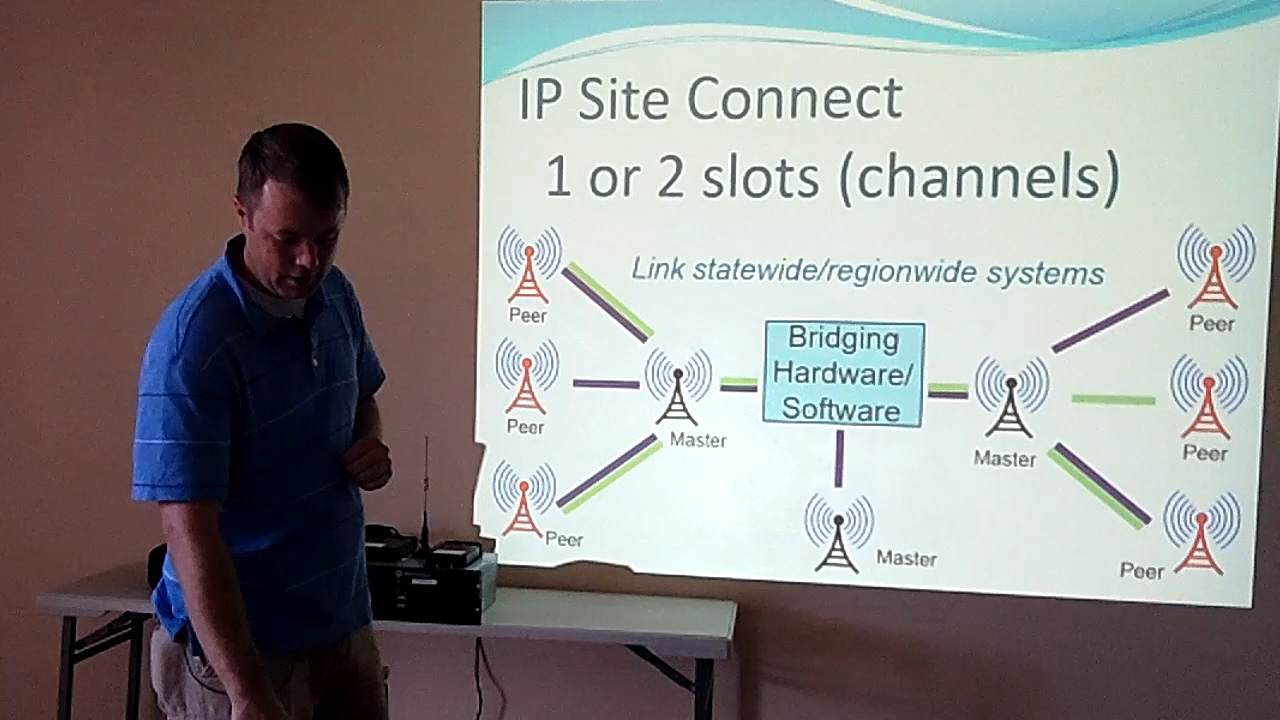 IP Site Connect
1 or 2 slots (channels)
Link statewide/regionwide systems
Peer
Peer
Peer
Master
Bridging
Hardware/
Software
Master
Master
Peer
Peer
Peer